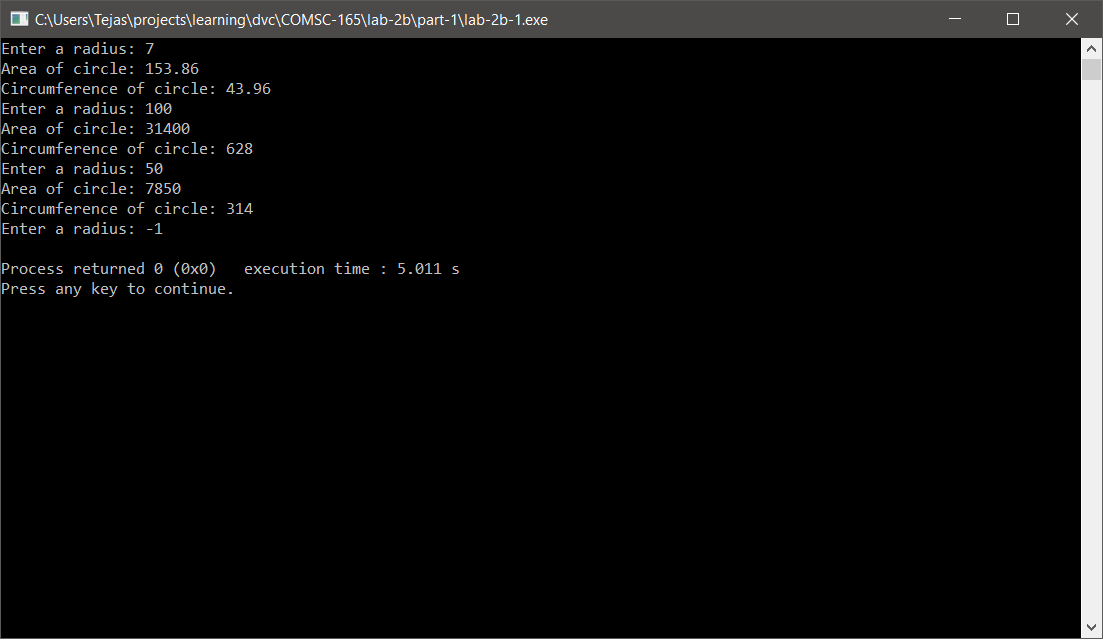 C:\Users\Tejas\projects\learning\dvc\COMSC-165\lab-2b\part-1\lab-2b-1.exe
Enter a radius: 7
Area of circle: 153.86
Circumference of circle: 43.96
Enter a radius: 100
Area of circle: 31400
Circumference of circle: 628
Enter a radius: 50
Area of circle: 7850
Circumference of circle: 314
Enter a radius: -1
Process returned 0 (0x0)   execution time : 5.011 s
Press any key to continue.